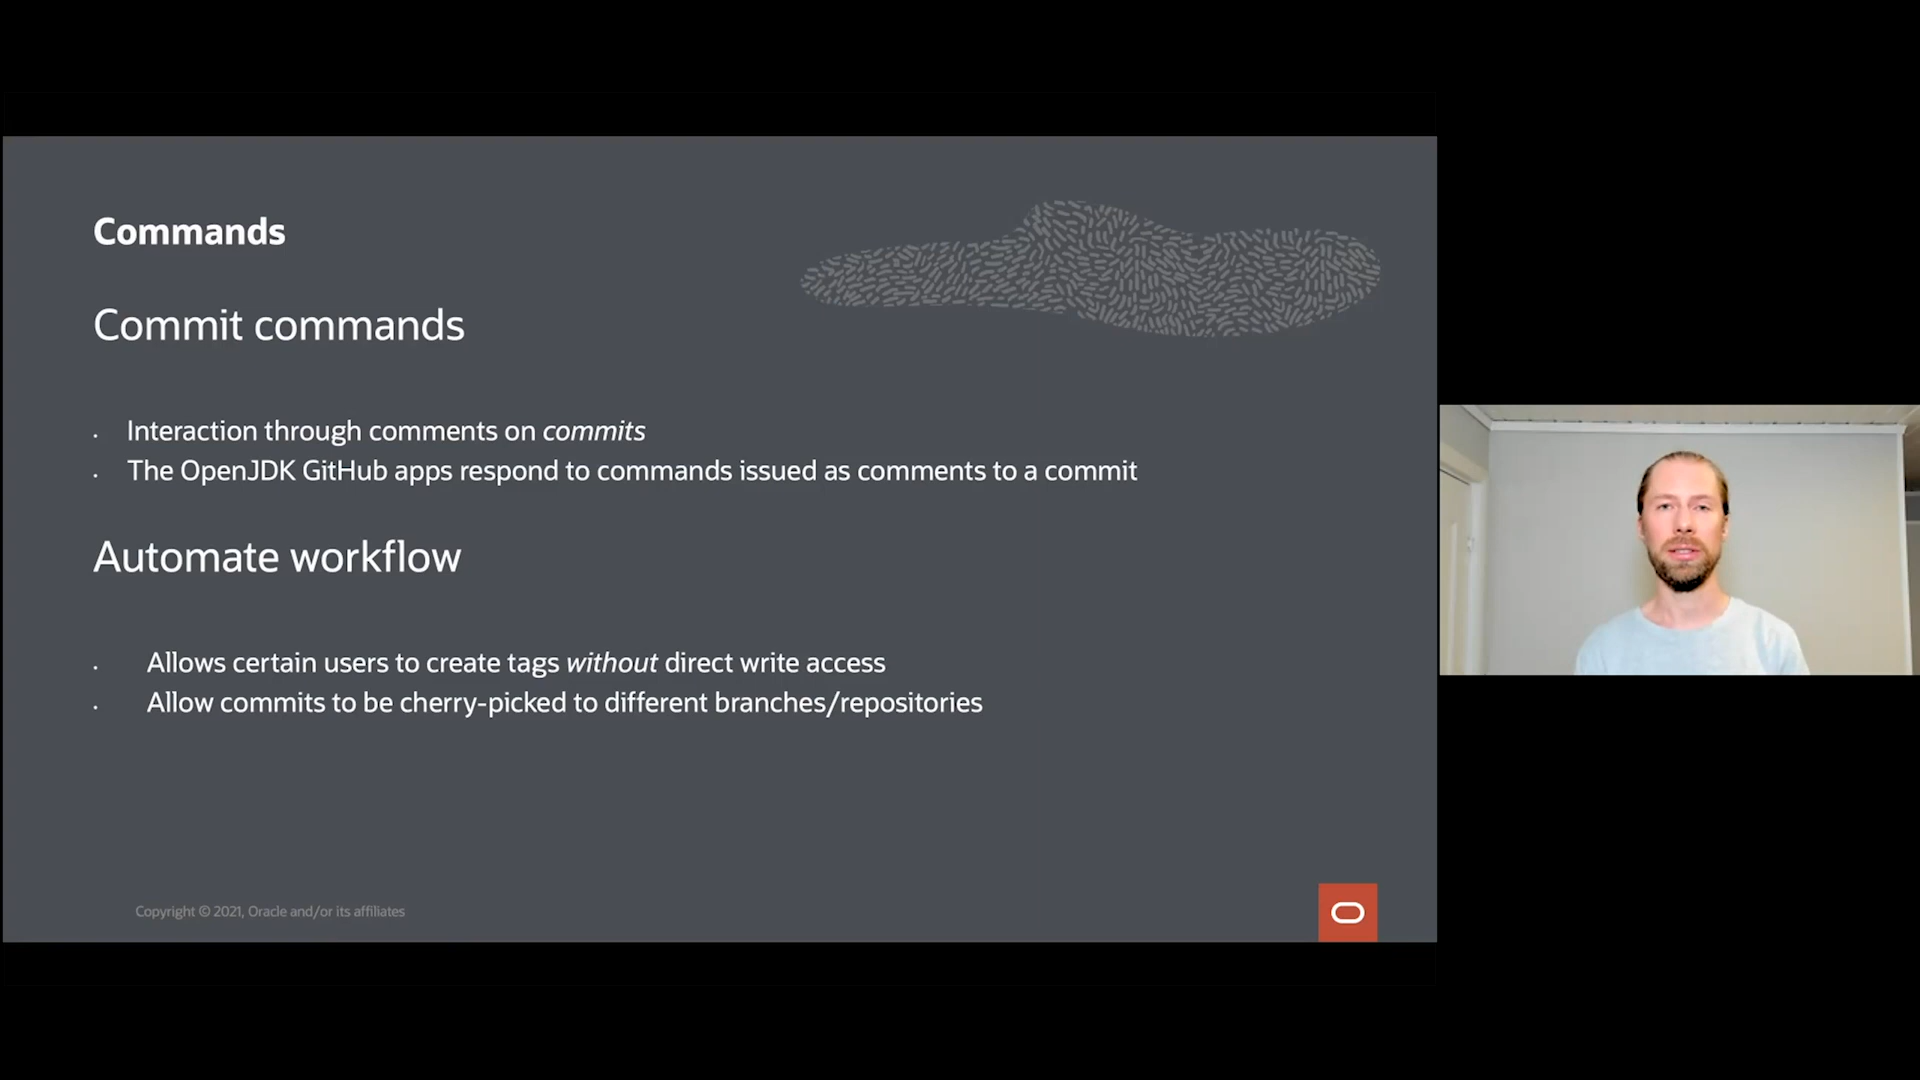 Commands
Commit commands
· Interaction through comments on commits
· The OpenJDK GitHub apps respond to commands issued as comments to a commit
Automate workflow
· Allows certain users to create tags without direct write access
· Allow commits to be cherry-picked to different branches/repositories
Copyright © 2021, Oracle and/or its affiliates